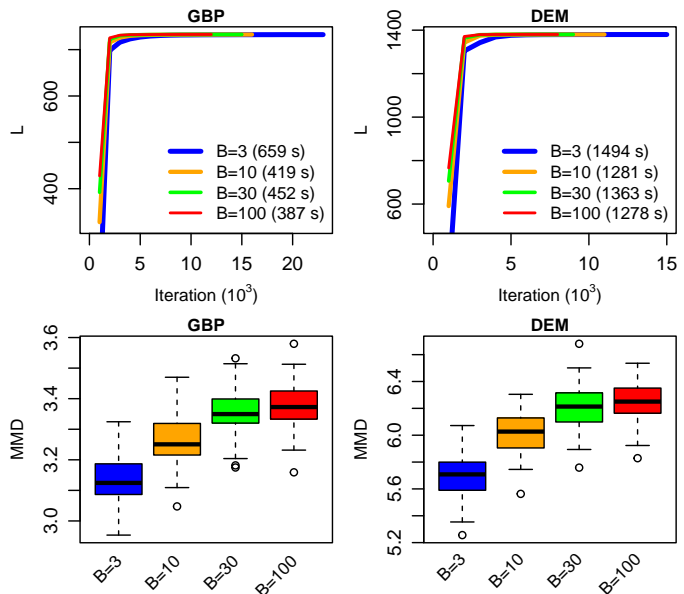 GBP
DEM
L
400
600
B=3 (659 s)
B=10 (419 s)
B=30 (452 s)
B=100 (387 s)
0
5
10
15
20
Iteration (10³)
L
600
1000
1400
B=3 (1494 s)
B=10 (1281 s)
B=30 (1363 s)
B=100 (1278 s)
0
5
10
15
Iteration (10³)
GBP
DEM
MMD
3.0
3.2
3.4
3.6
B=3
B=10
B=30
B=100
MMD
5.2
5.6
6.0
6.4
B=3
B=10
B=30
B=100